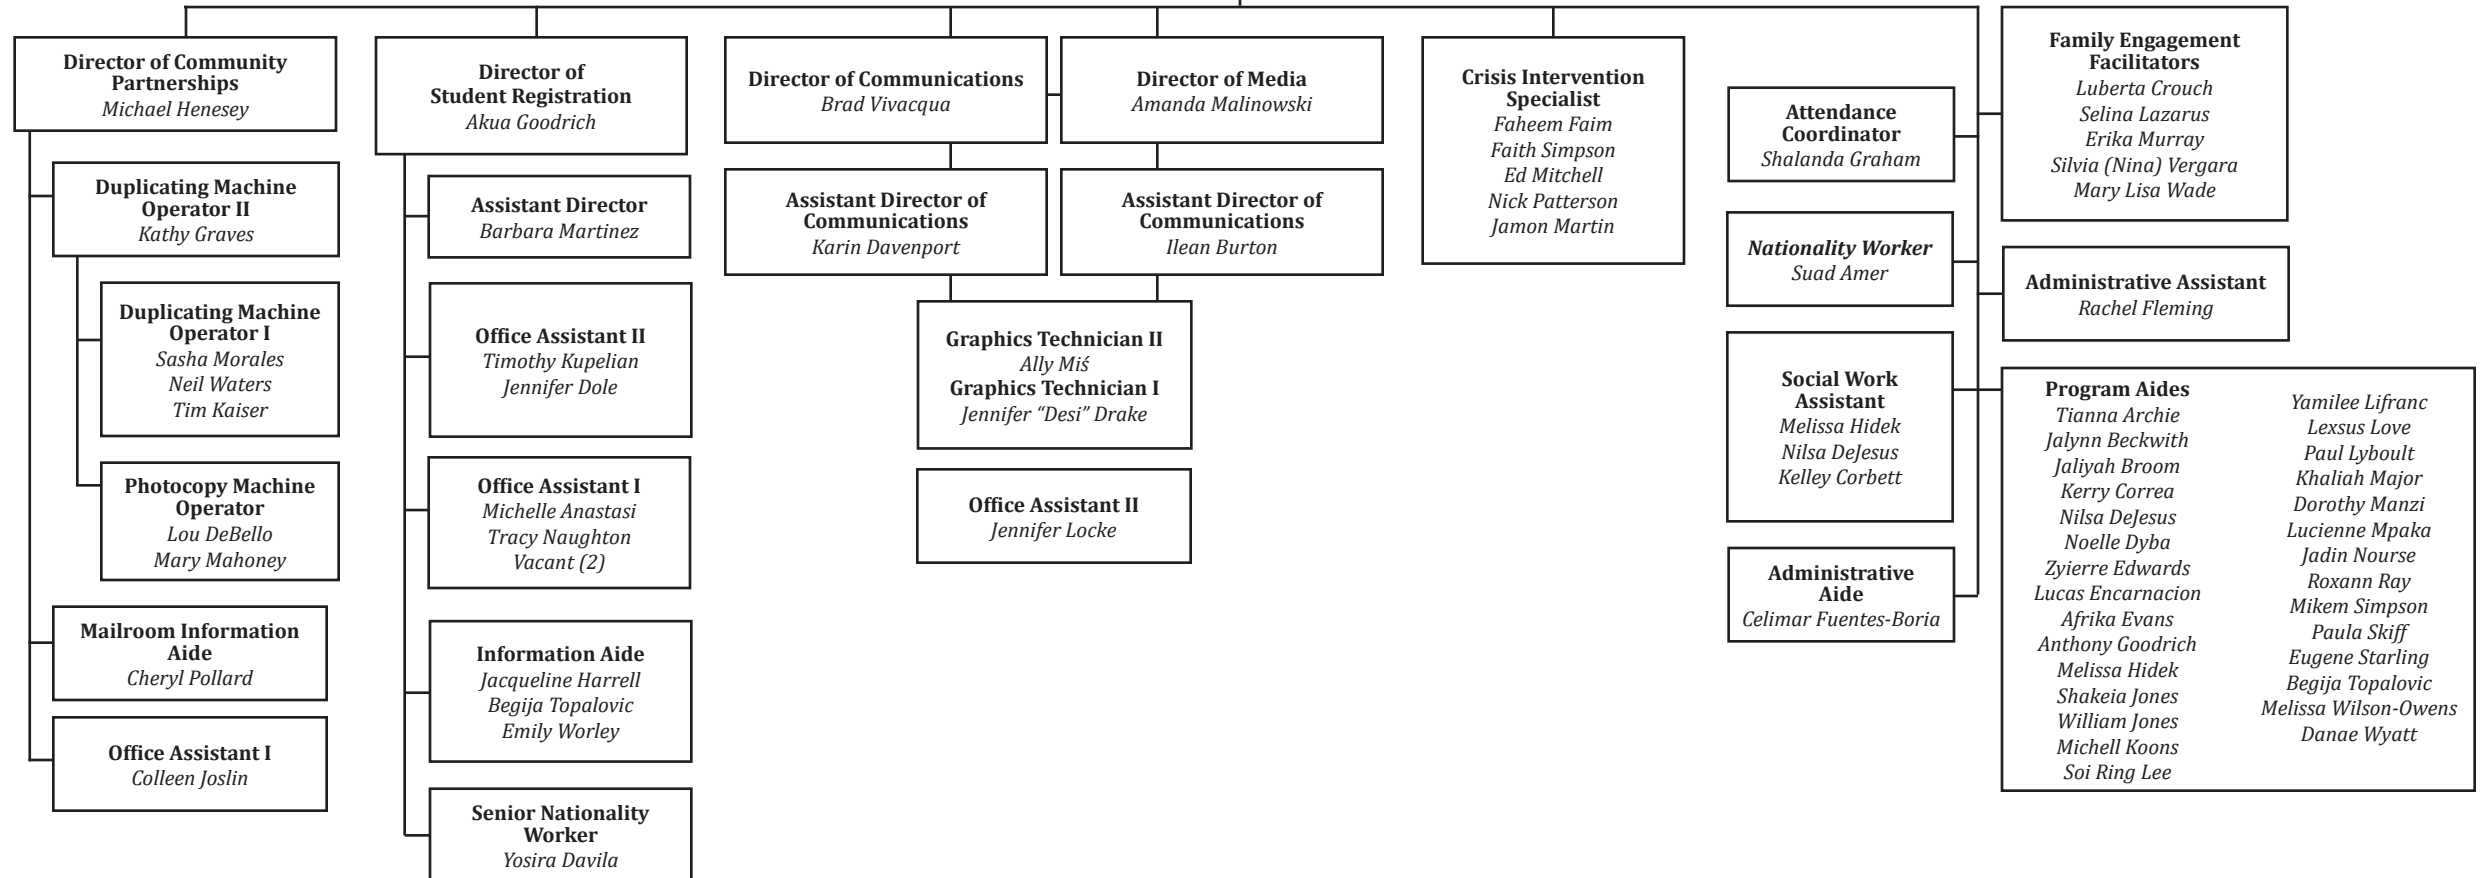 Director of Community
Partnerships
Michael Henesey
Duplicating Machine
Operator II
Kathy Graves
Duplicating Machine
Operator I
Sasha Morales
Neil Waters
Tim Kaiser
Photocopy Machine
Operator
Lou DeBello
Mary Mahoney
Mailroom Information
Aide
Cheryl Pollard
Office Assistant I
Colleen Joslin
Director of
Student Registration
Akua Goodrich
Assistant Director
Barbara Martinez
Office Assistant II
Timothy Kupelian
Jennifer Dole
Office Assistant I
Michelle Anastasi
Tracy Naughton
Vacant (2)
Information Aide
Jacqueline Harrell
Begija Topalovic
Emily Worley
Senior Nationality
Worker
Yosira Davila
Director of Communications
Brad Vivacqua
Assistant Director of
Communications
Karin Davenport
Director of Media
Amanda Malinowski
Assistant Director of
Communications
Ilean Burton
Graphics Technician II
Ally Miś
Graphics Technician I
Jennifer “Desi” Drake
Office Assistant II
Jennifer Locke
Crisis Intervention
Specialist
Faheem Faim
Faith Simpson
Ed Mitchell
Nick Patterson
Jamon Martin
Attendance
Coordinator
Shalanda Graham
Nationality Worker
Suad Amer
Social Work
Assistant
Melissa Hidek
Nilsa DeJesus
Kelley Corbett
Administrative
Aide
Celimar Fuentes-Boria
Family Engagement
Facilitators
Luberta Crouch
Selina Lazarus
Erika Murray
Silvia (Nina) Vergara
Mary Lisa Wade
Administrative Assistant
Rachel Fleming
Program Aides
Tianna Archie
Jalynn Beckwith
Jaliyah Broom
Kerry Correa
Nilsa DeJesus
Noelle Dyba
Zyierre Edwards
Lucas Encarnacion
Afrika Evans
Anthony Goodrich
Melissa Hidek
Shakeia Jones
William Jones
Michell Koons
Soi Ring Lee
Yamilee Lifranc
Lexsus Love
Paul Lyboult
Khaliah Major
Dorothy Manzi
Lucienne Mpaka
Jadin Nourse
Roxann Ray
Mikem Simpson
Paula Skiff
Eugene Starling
Begija Topalovic
Melissa Wilson-Owens
Danae Wyatt